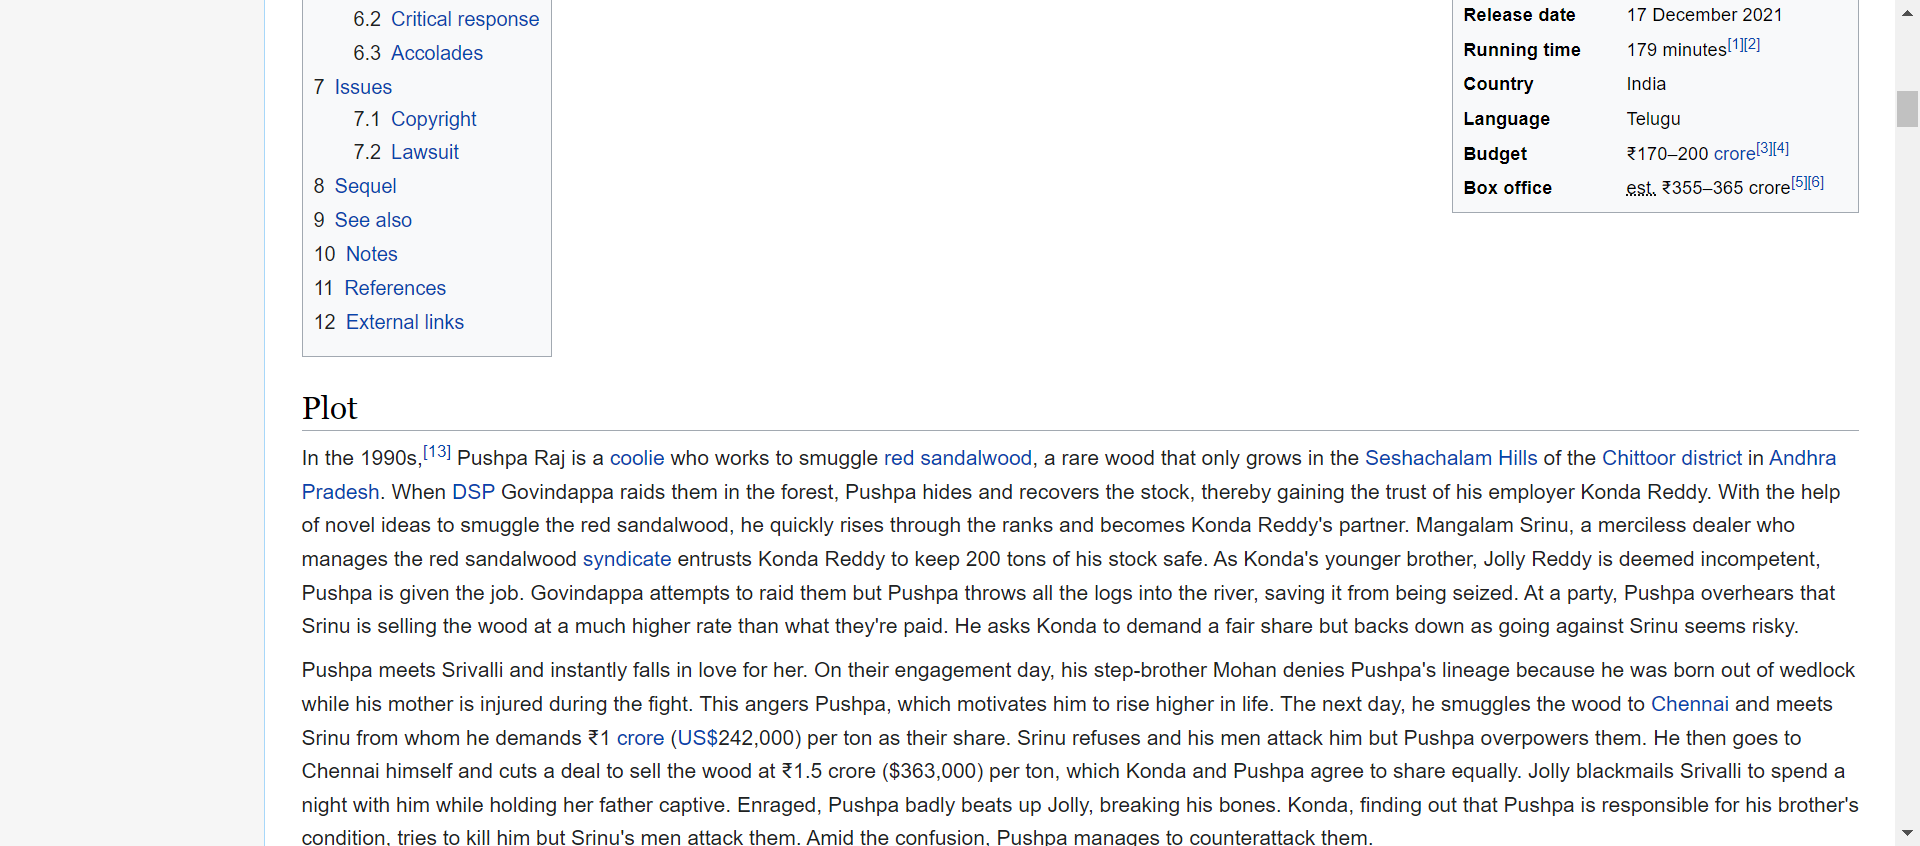 6.2 Critical response
6.3 Accolades
7 Issues
7.1 Copyright
7.2 Lawsuit
8 Sequel
9 See also
10 Notes
11 References
12 External links
Release date 17 December 2021
Running time 179 minutes[1][2]
Country India
Language Telugu
Budget ₹170–200 crore[3][4]
Box office est. ₹355–365 crore[5][6]
Plot
In the 1990s,[13] Pushpa Raj is a coolie who works to smuggle red sandalwood, a rare wood that only grows in the Seshachalam Hills of the Chittoor district in Andhra
Pradesh. When DSP Govindappa raids them in the forest, Pushpa hides and recovers the stock, thereby gaining the trust of his employer Konda Reddy. With the help
of novel ideas to smuggle the red sandalwood, he quickly rises through the ranks and becomes Konda Reddy's partner. Mangalam Srinu, a merciless dealer who
manages the red sandalwood syndicate entrusts Konda Reddy to keep 200 tons of his stock safe. As Konda's younger brother, Jolly Reddy is deemed incompetent,
Pushpa is given the job. Govindappa attempts to raid them but Pushpa throws all the logs into the river, saving it from being seized. At a party, Pushpa overhears that
Srinu is selling the wood at a much higher rate than what they're paid. He asks Konda to demand a fair share but backs down as going against Srinu seems risky.
Pushpa meets Srivalli and instantly falls in love for her. On their engagement day, his step-brother Mohan denies Pushpa's lineage because he was born out of wedlock
while his mother is injured during the fight. This angers Pushpa, which motivates him to rise higher in life. The next day, he smuggles the wood to Chennai and meets
Srinu from whom he demands ₹1 crore (US$242,000) per ton as their share. Srinu refuses and his men attack him but Pushpa overpowers them. He then goes to
Chennai himself and cuts a deal to sell the wood at ₹1.5 crore ($363,000) per ton, which Konda and Pushpa agree to share equally. Jolly blackmails Srivalli to spend a
night with him while holding her father captive. Enraged, Pushpa badly beats up Jolly, breaking his bones. Konda, finding out that Pushpa is responsible for his brother's
condition, tries to kill him but Srinu's men attack them. Amid the confusion, Pushpa manages to counterattack them.